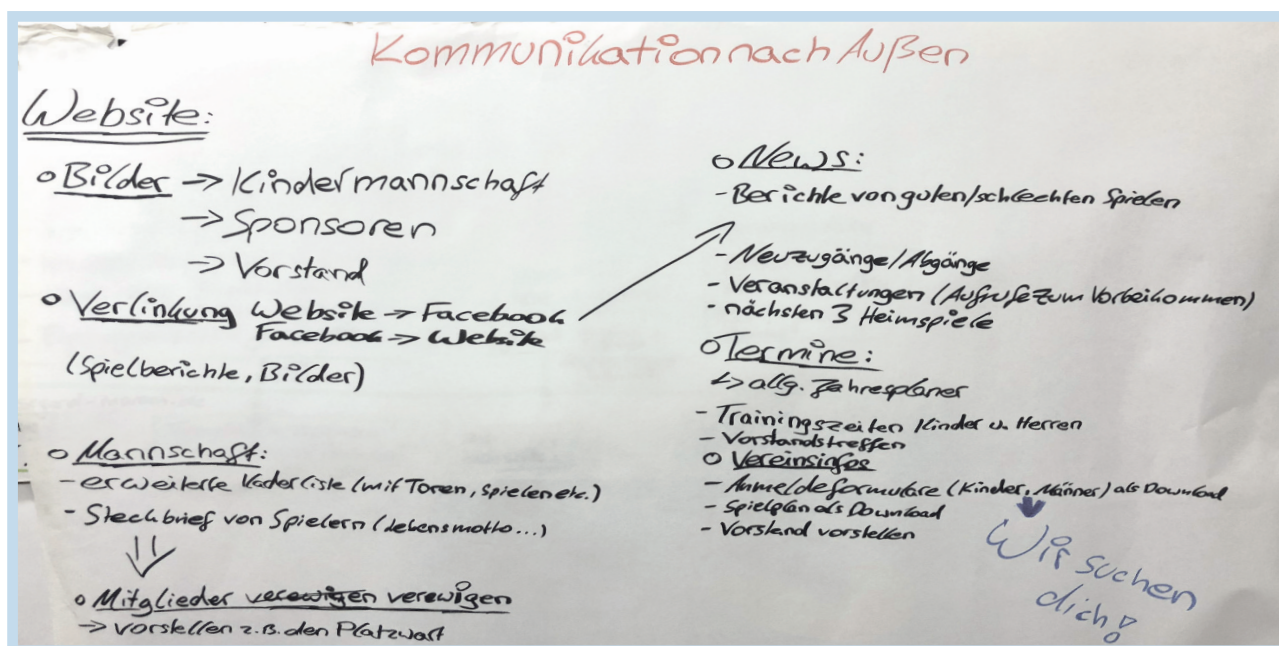 Kommunikation nach Außen
Website:
o Bilder -> Kindermannschaft
-> Sponsoren
-> Vorstand
o Verlinkung Website -> Facebook
Facebook -> Website
(Spielberichte, Bilder)
o Mannschaft:
- erweiterte Kaderliste (mit Toren, Spielen etc.)
- Steckbrief von Spielern (Lebensmotto...)
o Mitglieder verewigen verewigen
-> vorstellen z.B. den Platzwart
o News:
- Berichte von guten/schlechten Spielen
- Neuzugänge/Abgänge
- Veranstaltungen (Aufrufe zum Vorbeikommen)
- nächsten 3 Heimspiele
o Termine:
↳ allg. Jahresplaner
- Trainingszeiten Kinder u. Herren
- Vorstandstreffen
o Vereinsinfos
- Anmeldeformulare (Kinder, Männer) als Download
- Spielplan als Download
- Vorstand vorstellen
Wir suchen
dich!